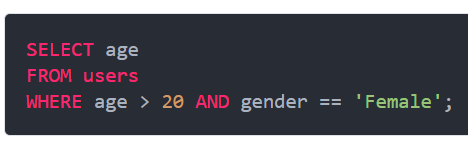 SELECT age
FROM users
WHERE age > 20 AND gender == 'Female';